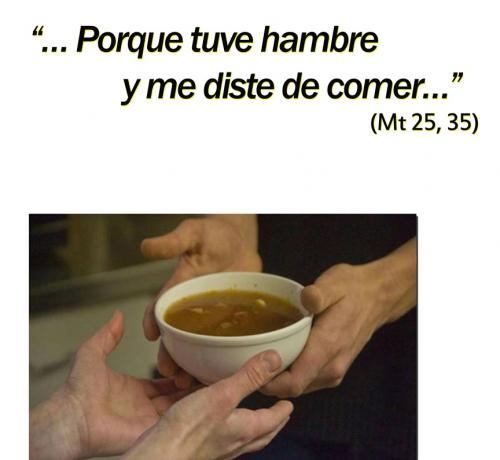 “... Porque tuve hambre
y me diste de comer...”
(Mt 25, 35)